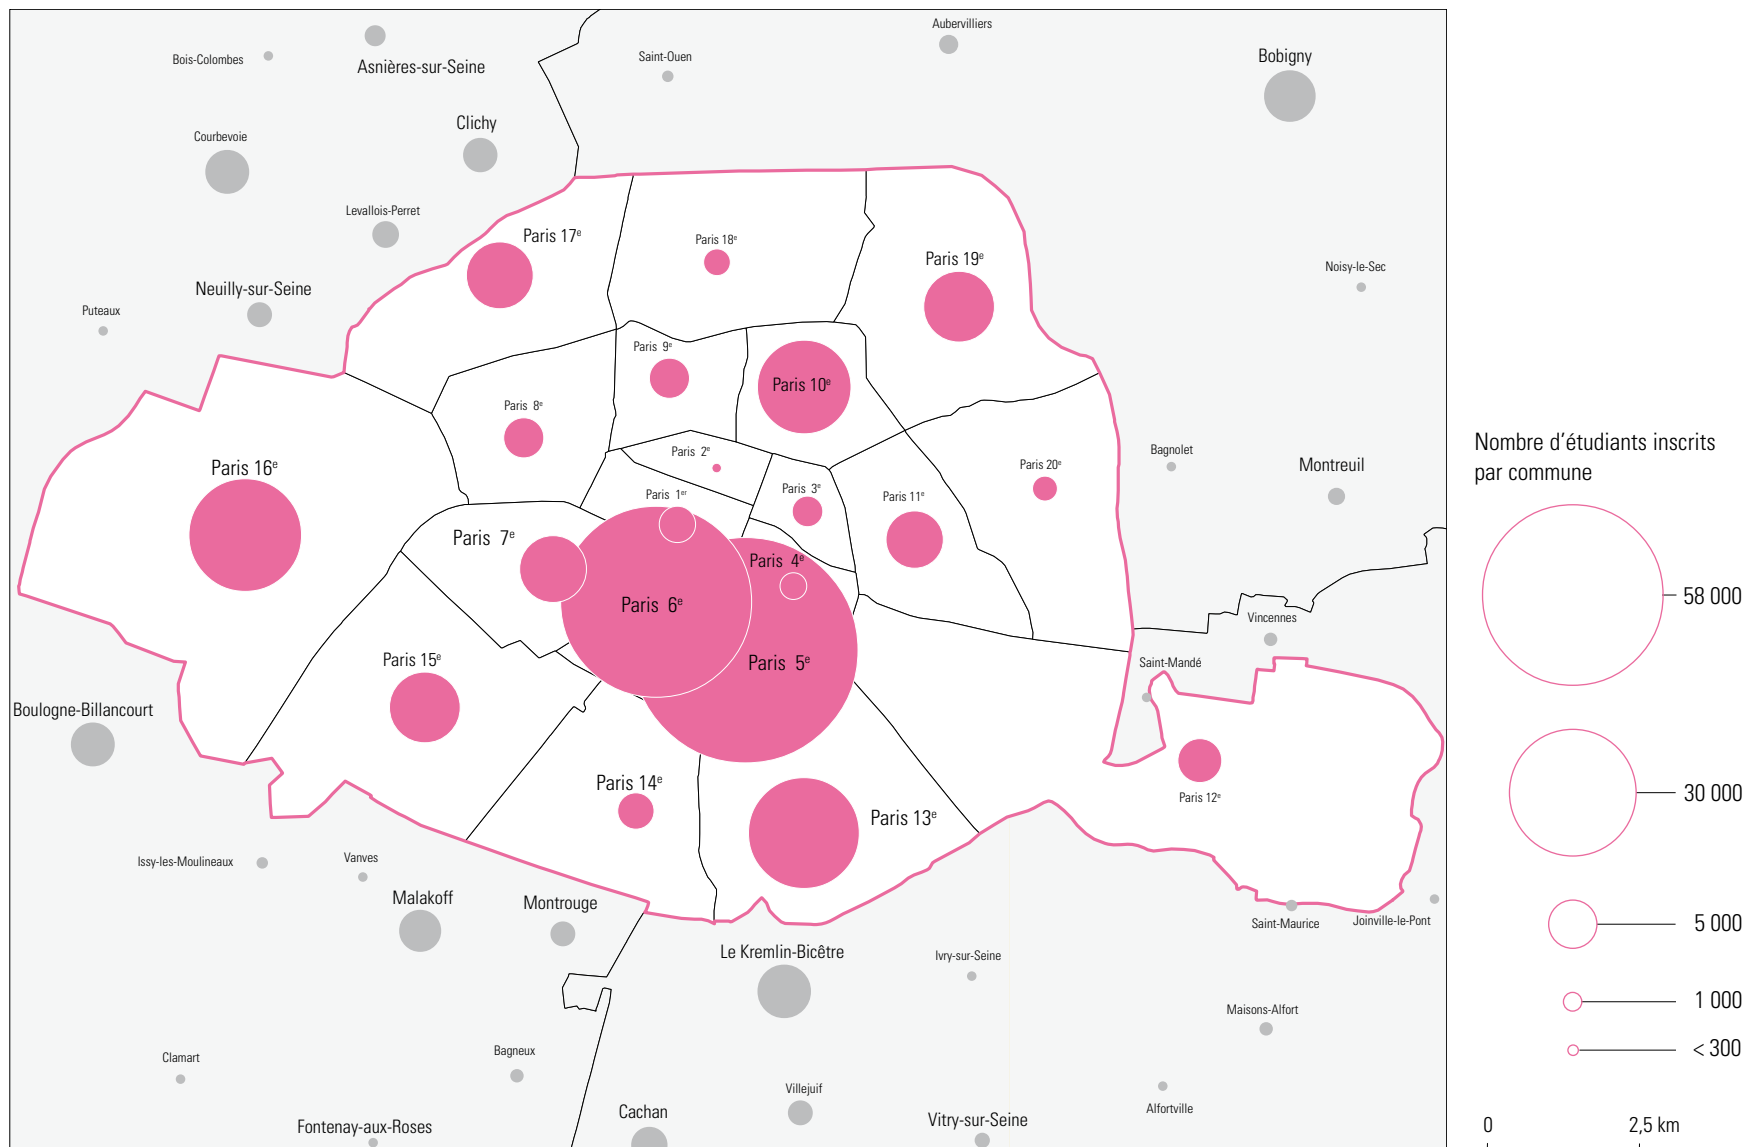 Aubervilliers
Bois-Colombes
Asnières-sur-Seine
Saint-Ouen
Bobigny
Clichy
Courbevoie
Levallois-Perret
Paris 17e
Paris 18e
Paris 19e
Noisy-le-Sec
Neuilly-sur-Seine
Puteaux
Paris 9e
Paris 10e
Paris 8e
Paris 2e
Bagnolet
Montreuil
Paris 16e
Paris 20e
Paris 1er
Paris 3e
Paris 11e
Paris 7e
Paris 4e
Paris 6e
Vincennes
Paris 15e
Paris 5e
Saint-Mandé
Boulogne-Billancourt
Paris 14e
Paris 12e
Paris 13e
Issy-les-Moulineaux
Vanves
Malakoff
Montrouge
Saint-Maurice
Joinville-le-Pont
Le Kremlin-Bicêtre
Ivry-sur-Seine
Maisons-Alfort
Clamart
Bagneux
Villejuif
Alfortville
Fontenay-aux-Roses
Cachan
Vitry-sur-Seine
Nombre d'étudiants inscrits
par commune
58 000
30 000
5 000
1 000
< 300
0 2,5 km